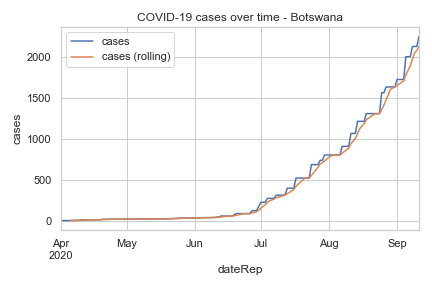 COVID-19 cases over time - Botswana
cases
cases (rolling)
2000
1500
1000
500
0
cases
Apr
2020
May
Jun
Jul
Aug
Sep
dateRep